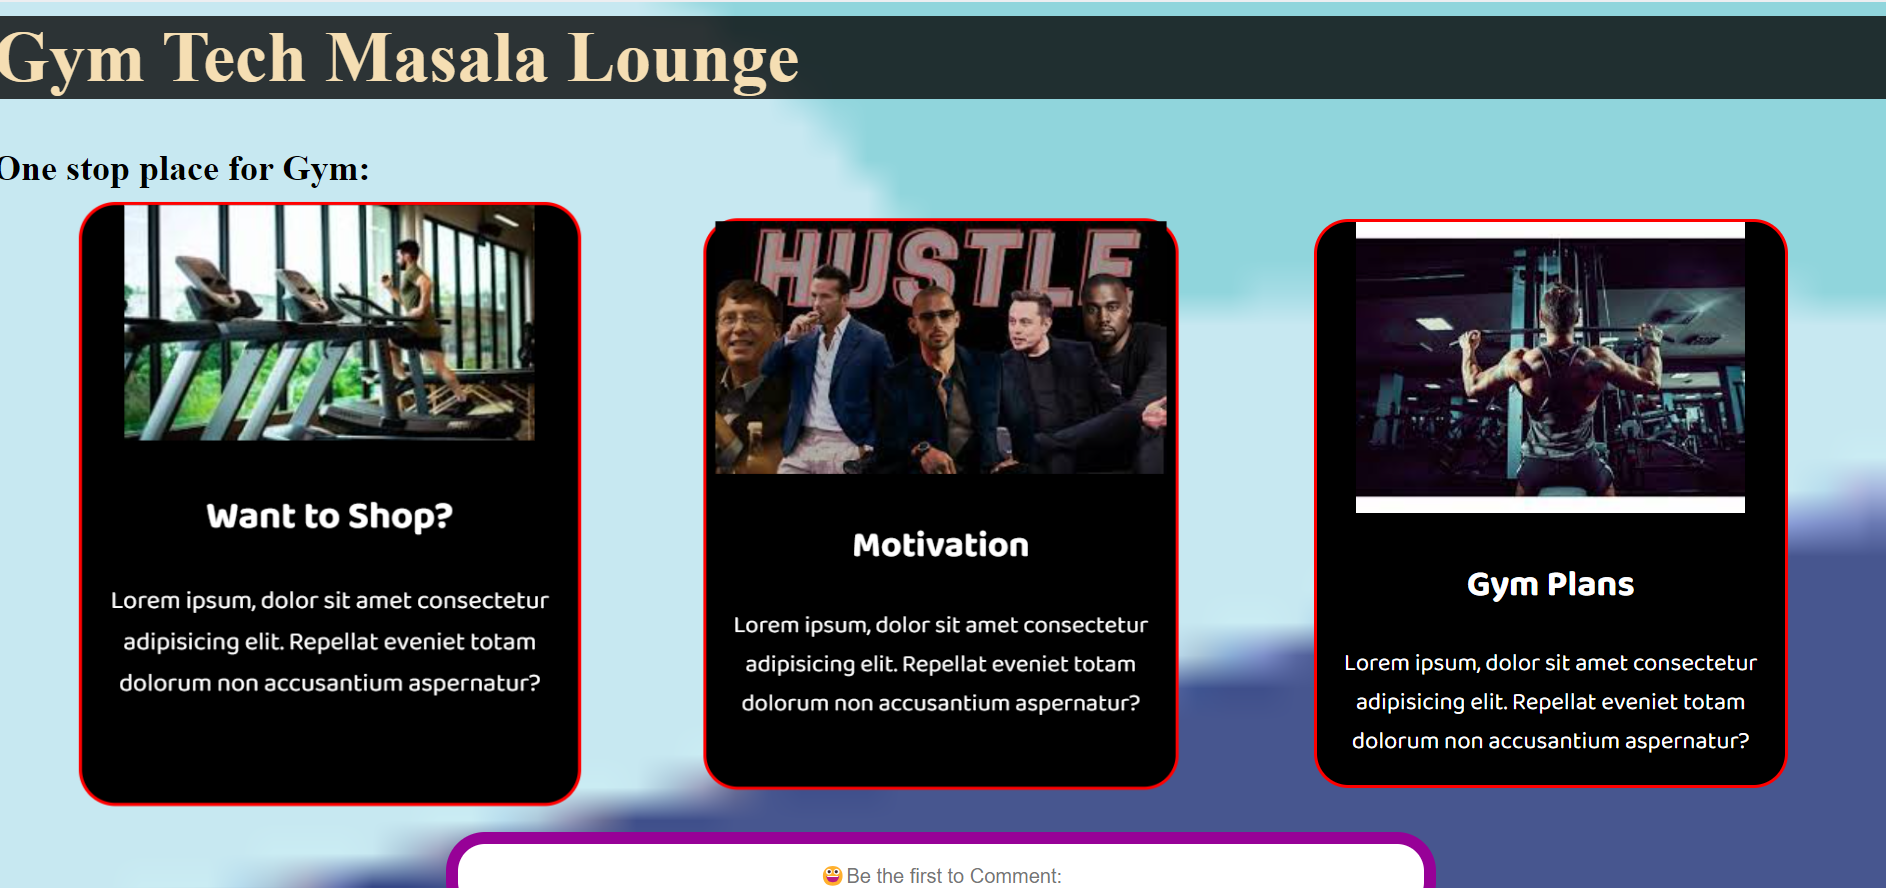 Gym Tech Masala Lounge
One stop place for Gym:
Want to Shop?
Lorem ipsum, dolor sit amet consectetur
adipisicing elit. Repellat eveniet totam
dolorum non accusantium aspernatur?
HUSTLE
Motivation
Lorem ipsum, dolor sit amet consectetur
adipisicing elit. Repellat eveniet totam
dolorum non accusantium aspernatur?
Gym Plans
Lorem ipsum, dolor sit amet consectetur
adipisicing elit. Repellat eveniet totam
dolorum non accusantium aspernatur?
😀Be the first to Comment: